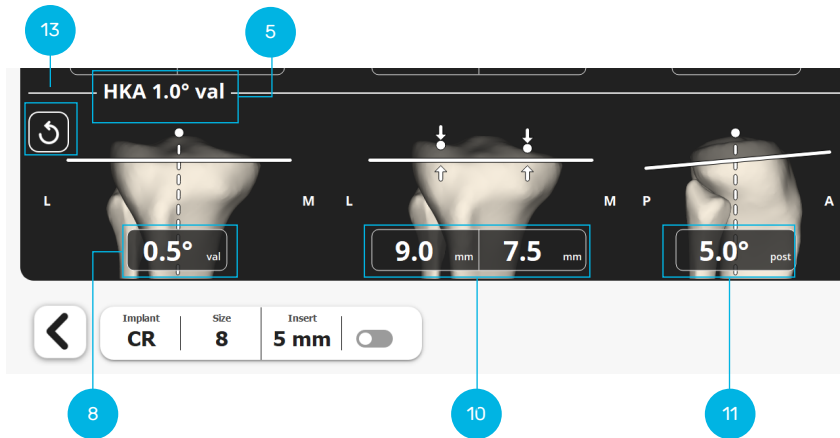 13
5
HKA 1.0° val
L M L M P A
0.5° val 9.0 mm 7.5 mm 5.0° post
Implant Size Insert
CR 8 5 mm
8 10 11